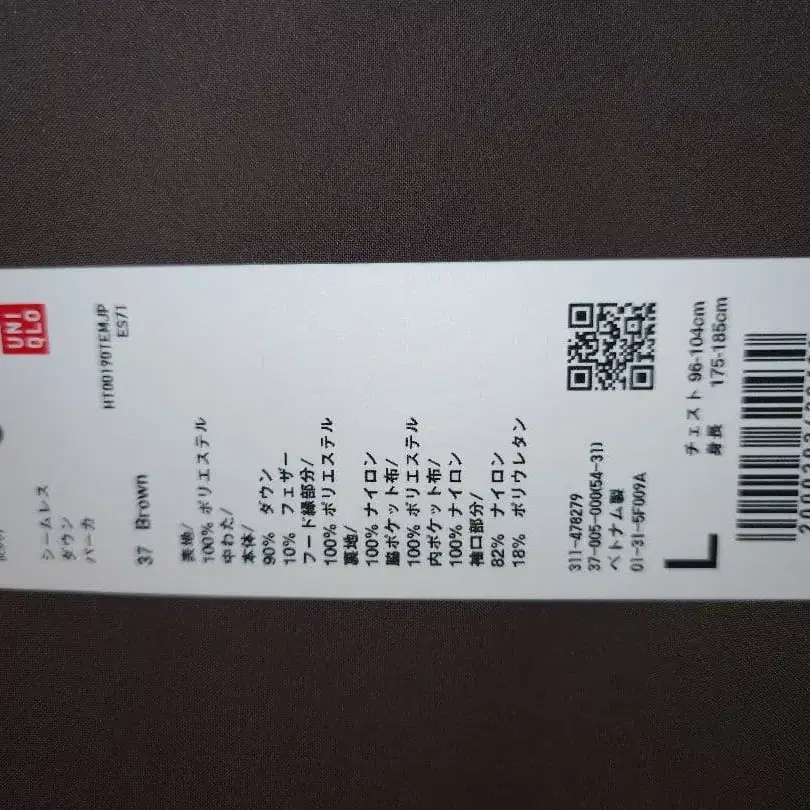 UNI
QLO
シームレス
ダウン
パーカ
HT00190TEMJP
ES71
37 Brown
表地/
100% ポリエステル
中わた/
本体/
90% ダウン
10% フェザー
フード縁部分/
100% ポリエステル
裏地/
100% ナイロン
脇ポケット布/
100% ポリエステル
内ポケット布/
100% ナイロン
袖口部分/
82% ナイロン
18% ポリウレタン
311-478279
37-005-000(54-31)
ベトナム製
01-31-5F009A
L
チェスト 96-104cm
身長 175-185cm